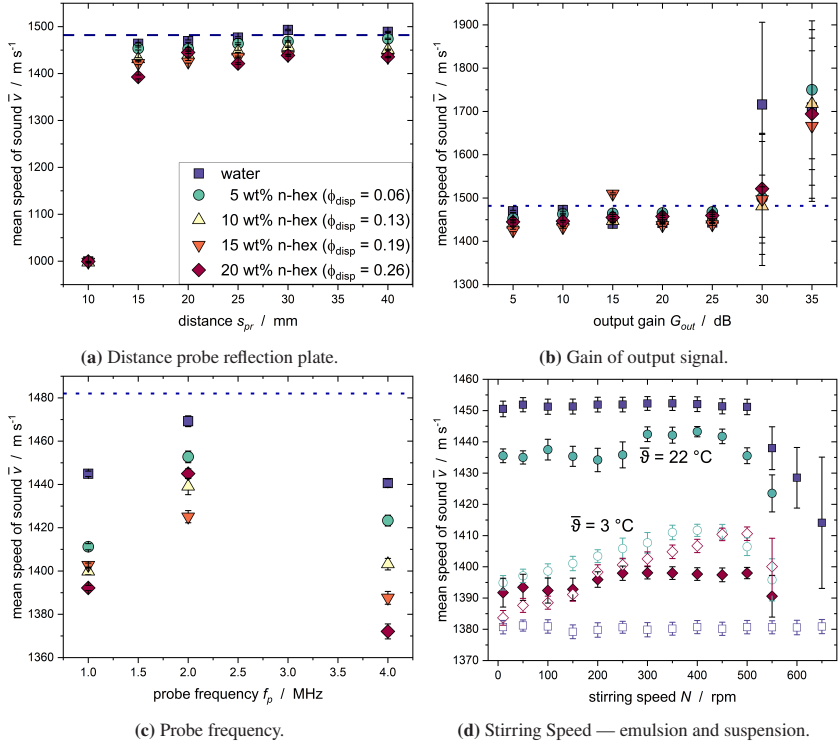 1500
1400
1300
1200
1100
1000
mean speed of sound v̄ / m s⁻¹
water
5 wt% n-hex (ϕdisp = 0.06)
10 wt% n-hex (ϕdisp = 0.13)
15 wt% n-hex (ϕdisp = 0.19)
20 wt% n-hex (ϕdisp = 0.26)
10 15 20 25 30 35 40
distance spr / mm
(a) Distance probe reflection plate.
1900
1800
1700
1600
1500
1400
1300
mean speed of sound v̄ / m s⁻¹
5 10 15 20 25 30 35
output gain Gout / dB
(b) Gain of output signal.
1480
1460
1440
1420
1400
1380
1360
mean speed of sound v̄ / m s⁻¹
1.0 1.5 2.0 2.5 3.0 3.5 4.0
probe frequency fp / MHz
(c) Probe frequency.
1460
1450
1440
1430
1420
1410
1400
1390
1380
1370
mean speed of sound v̄ / m s⁻¹
ϑ̄ = 22 °C
ϑ̄ = 3 °C
0 100 200 300 400 500 600
stirring speed N / rpm
(d) Stirring Speed — emulsion and suspension.